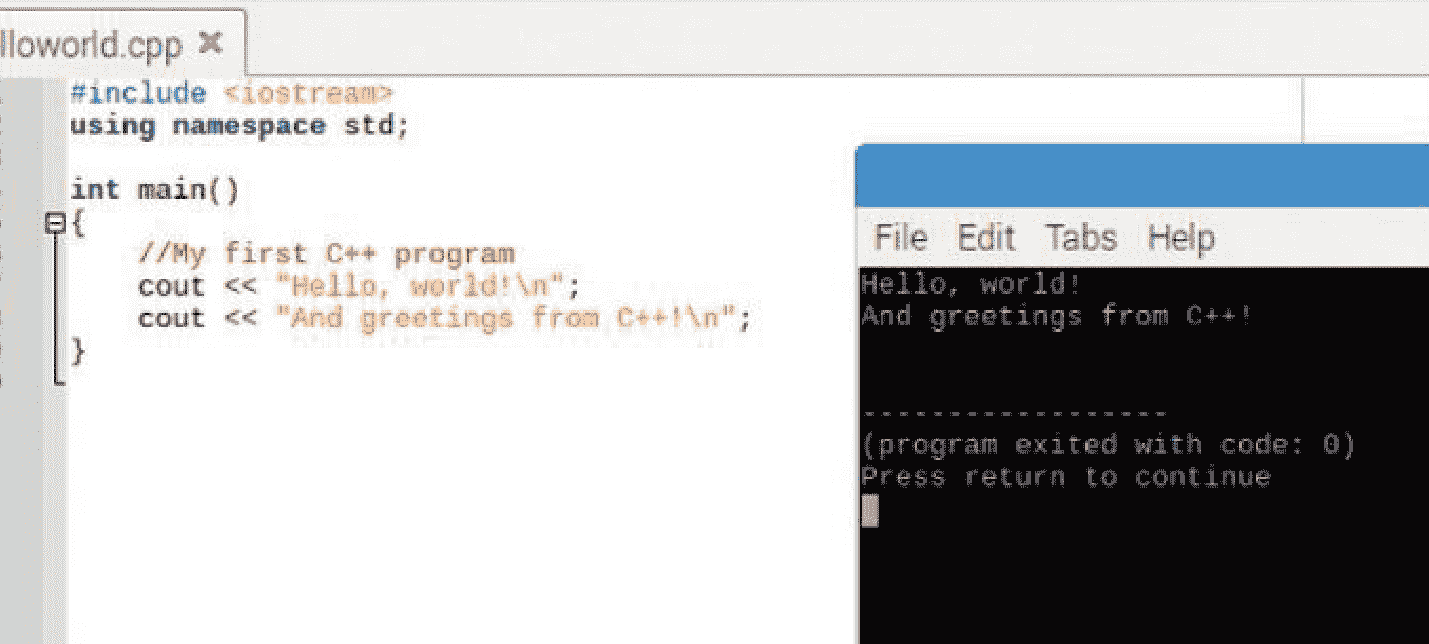 lloworld.cpp ×
#include <iostream>
using namespace std;
int main()
{
//My first C++ program
cout << "Hello, world!\n";
cout << "And greetings from C++!\n";
}
File Edit Tabs Help
Hello, world!
And greetings from C++!
------------------
(program exited with code: 0)
Press return to continue